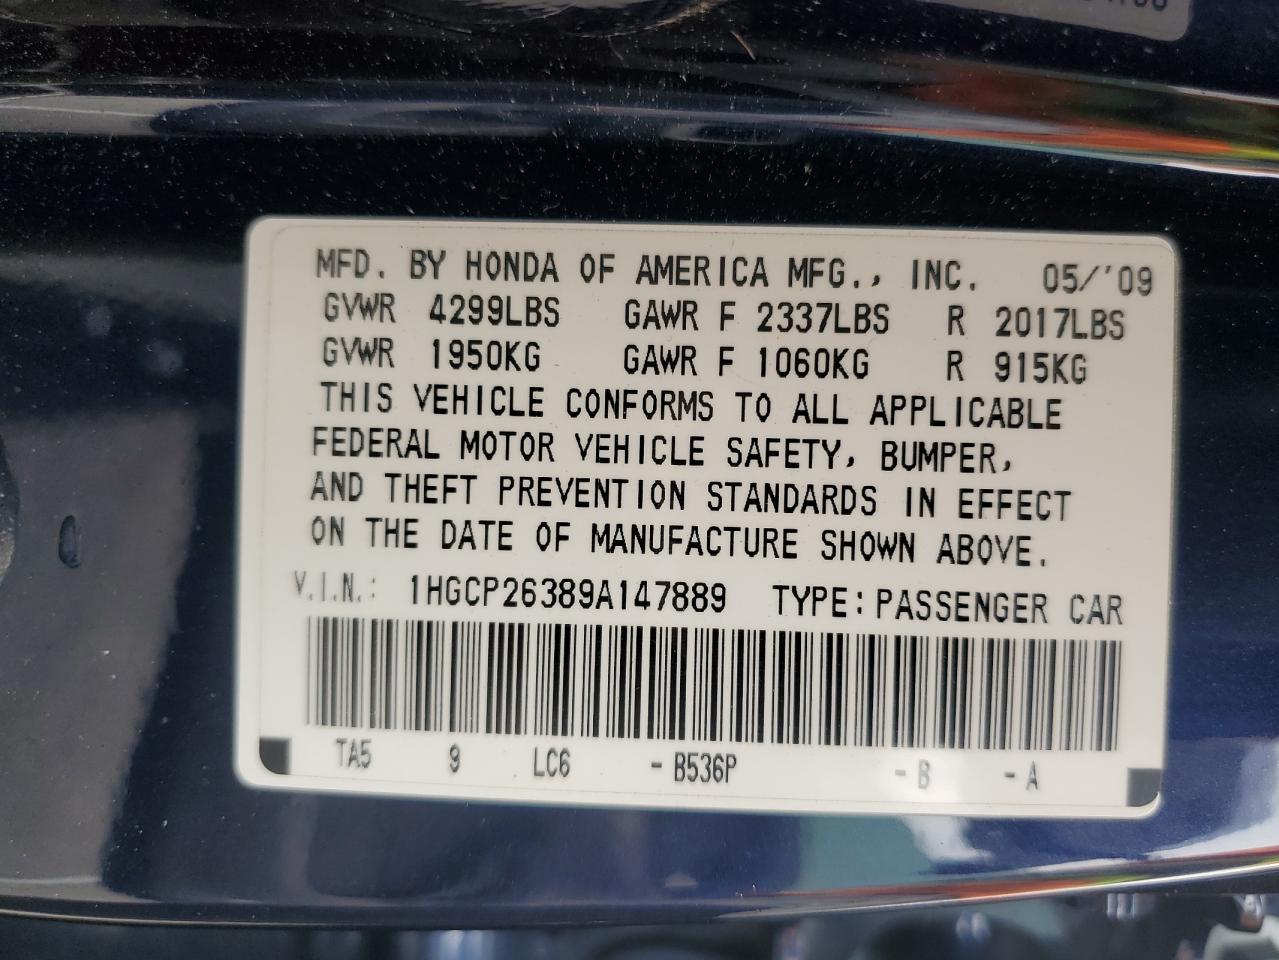 MFD. BY HONDA OF AMERICA MFG., INC. 05/'09
GVWR 4299LBS GAWR F 2337LBS R 2017LBS
GVWR 1950KG GAWR F 1060KG R 915KG
THIS VEHICLE CONFORMS TO ALL APPLICABLE
FEDERAL MOTOR VEHICLE SAFETY, BUMPER,
AND THEFT PREVENTION STANDARDS IN EFFECT
ON THE DATE OF MANUFACTURE SHOWN ABOVE.
V.I.N.: 1HGCP26389A147889 TYPE: PASSENGER CAR
TA5 9 LC6 - B536P - B - A